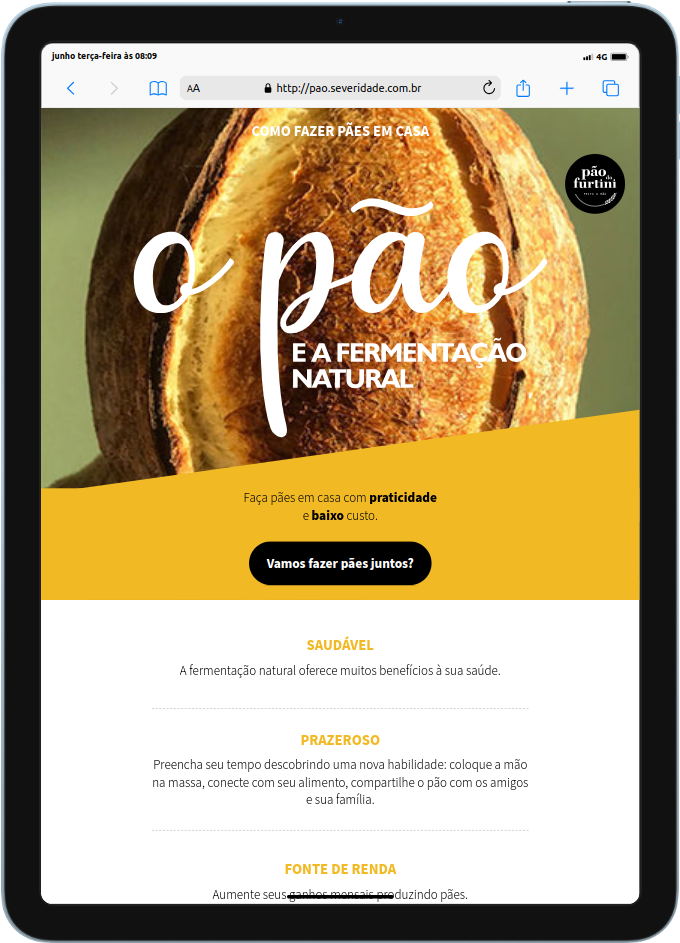 junho terça-feira às 08:09
4G
AA
http://pao.severidade.com.br
COMO FAZER PÃES EM CASA
pão
do
furtini
o pão
E A FERMENTAÇÃO
NATURAL
Faça pães em casa com praticidade
e baixo custo.
Vamos fazer pães juntos?
SAUDÁVEL
A fermentação natural oferece muitos benefícios à sua saúde.
PRAZEROSO
Preencha seu tempo descobrindo uma nova habilidade: coloque a mão
na massa, conecte com seu alimento, compartilhe o pão com os amigos
e sua família.
FONTE DE RENDA
Aumente seus ganhos mensais produzindo pães.